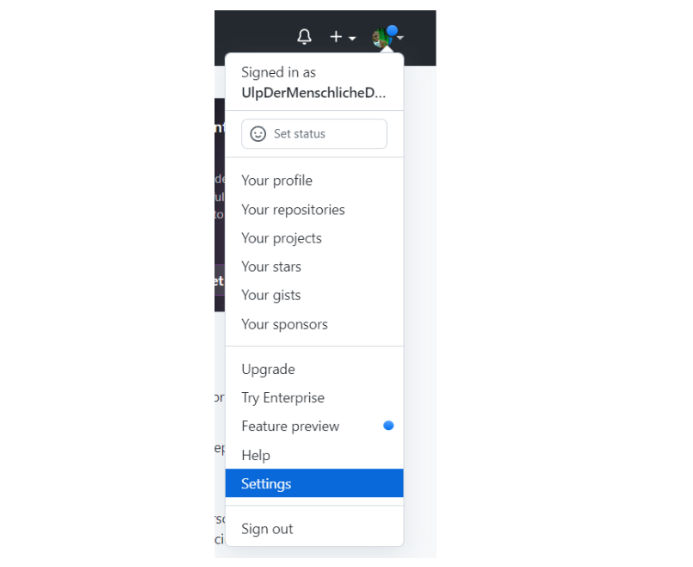 Signed in as
UlpDerMenschlicheD...
Set status
Your profile
Your repositories
Your projects
Your stars
Your gists
Your sponsors
Upgrade
Try Enterprise
Feature preview
Help
Settings
Sign out